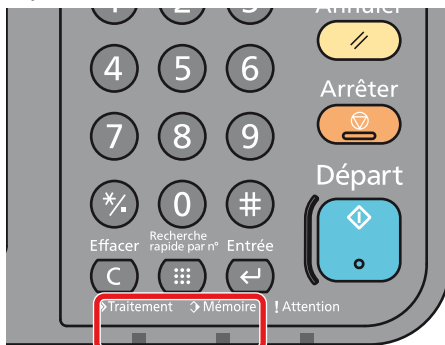 Annuler
4 5 6
Arrêter
7 8 9
Départ
*/. 0 #
Effacer Recherche rapide par n° Entrée
C
Traitement Mémoire ! Attention